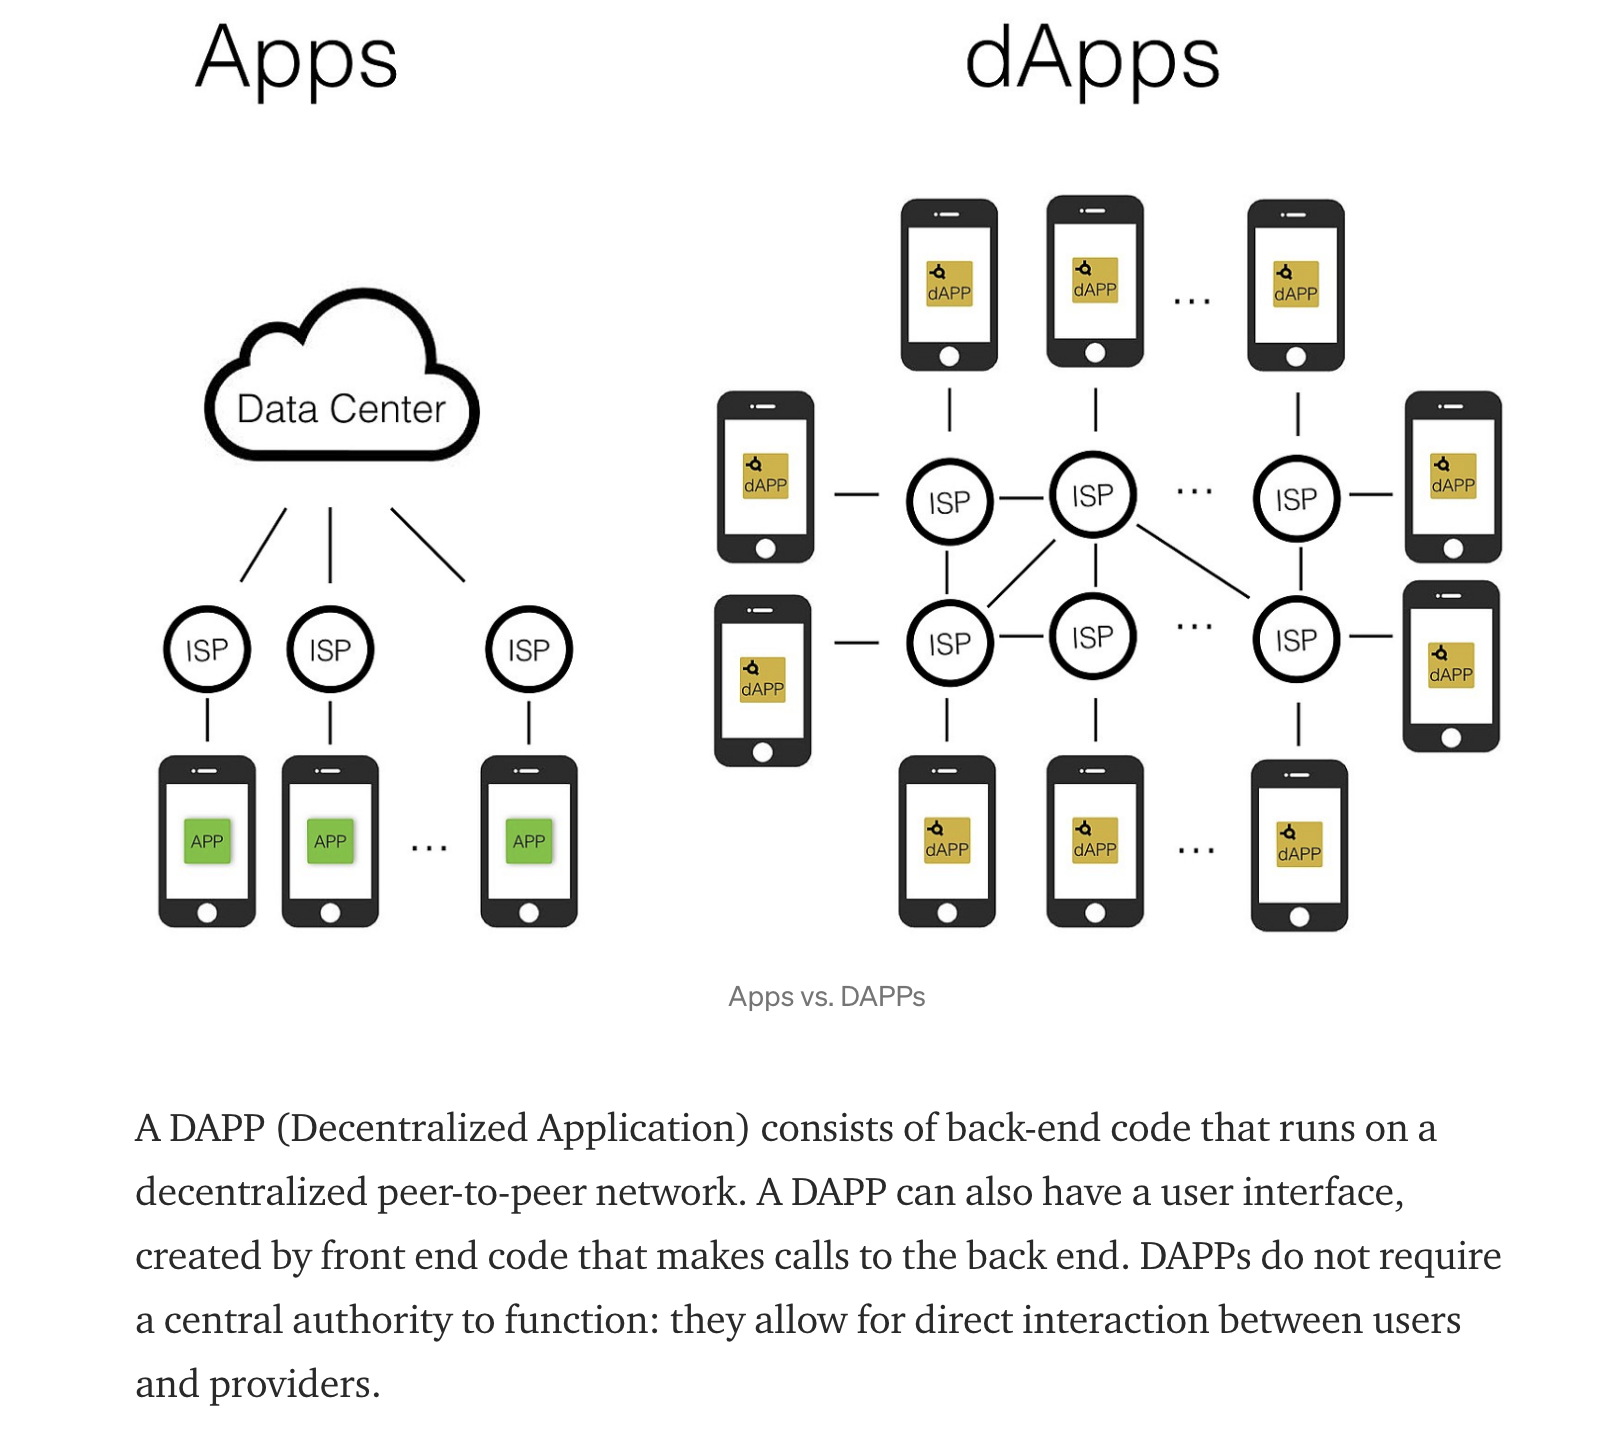 Apps
dApps
dAPP
dAPP
...
dAPP
Data Center
dAPP
ISP
ISP
...
ISP
dAPP
ISP
ISP
ISP
dAPP
ISP
ISP
...
ISP
dAPP
APP
APP
...
APP
dAPP
dAPP
...
dAPP
Apps vs. DAPPs
A DAPP (Decentralized Application) consists of back-end code that runs on a
decentralized peer-to-peer network. A DAPP can also have a user interface,
created by front end code that makes calls to the back end. DAPPs do not require
a central authority to function: they allow for direct interaction between users
and providers.